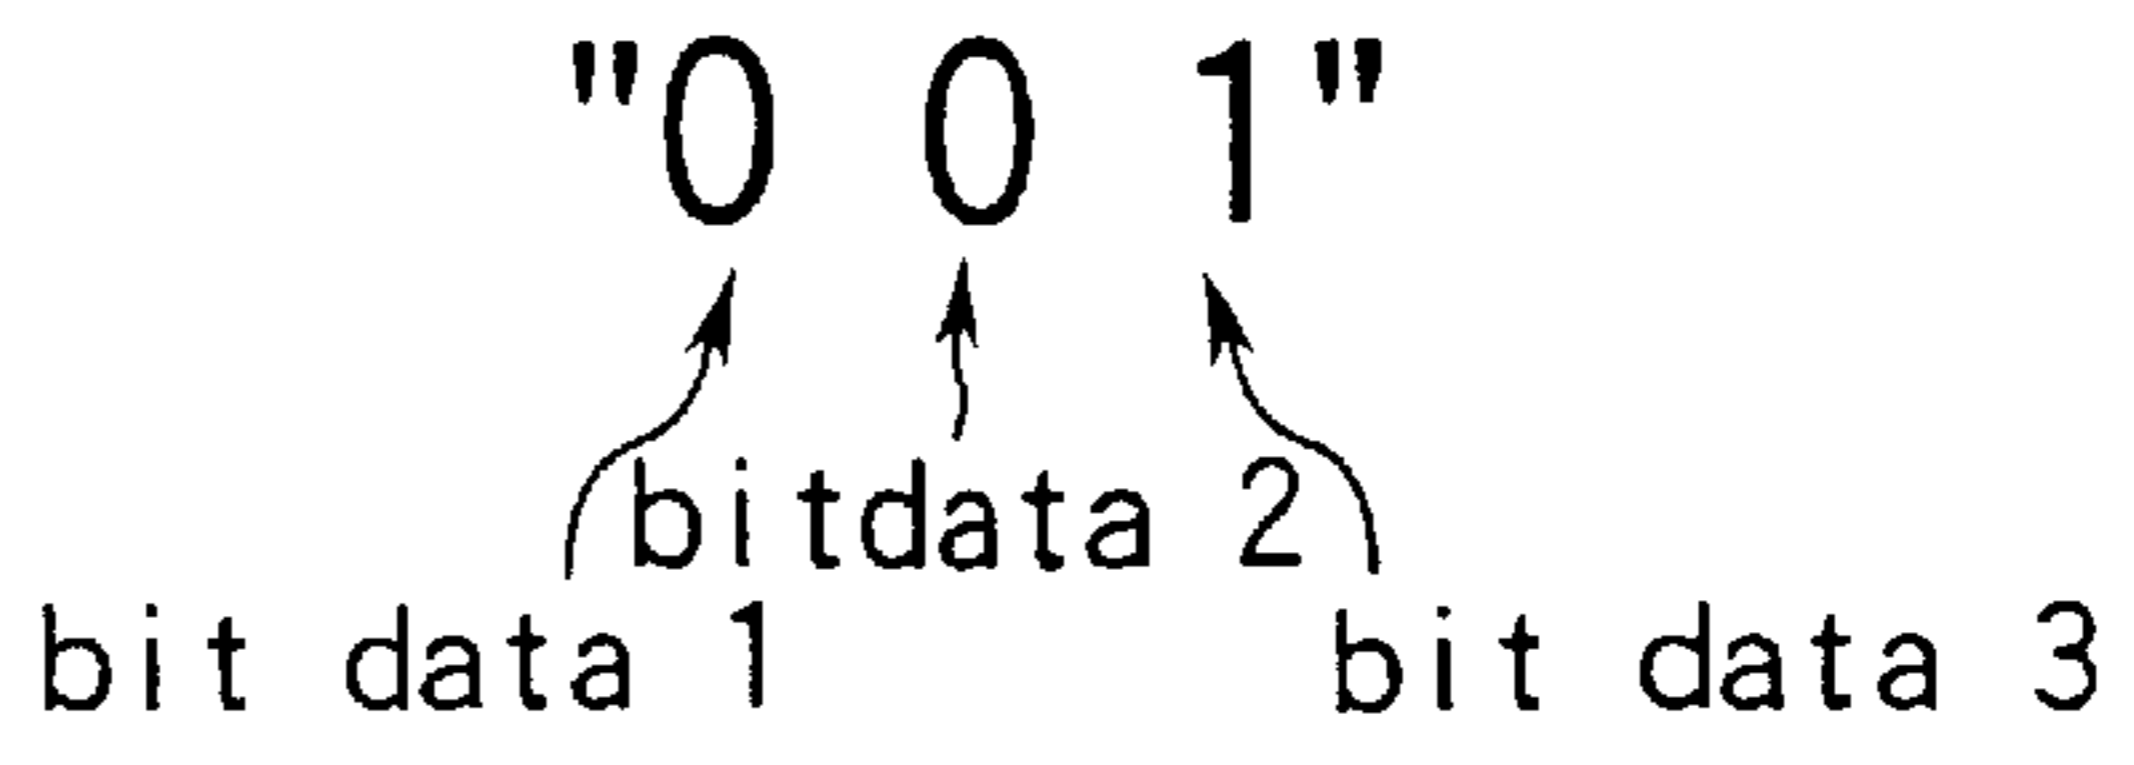 "0 0 1"
bitdata 2
bit data 1
bit data 3